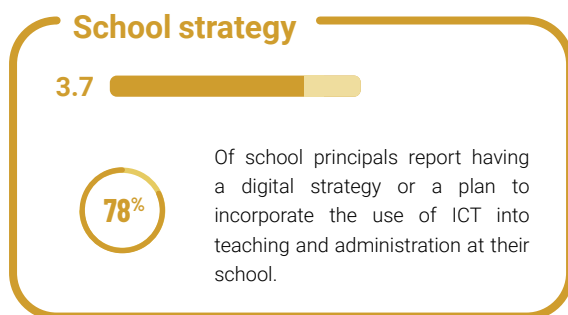 School strategy
3.7
78%
Of school principals report having
a digital strategy or a plan to
incorporate the use of ICT into
teaching and administration at their
school.